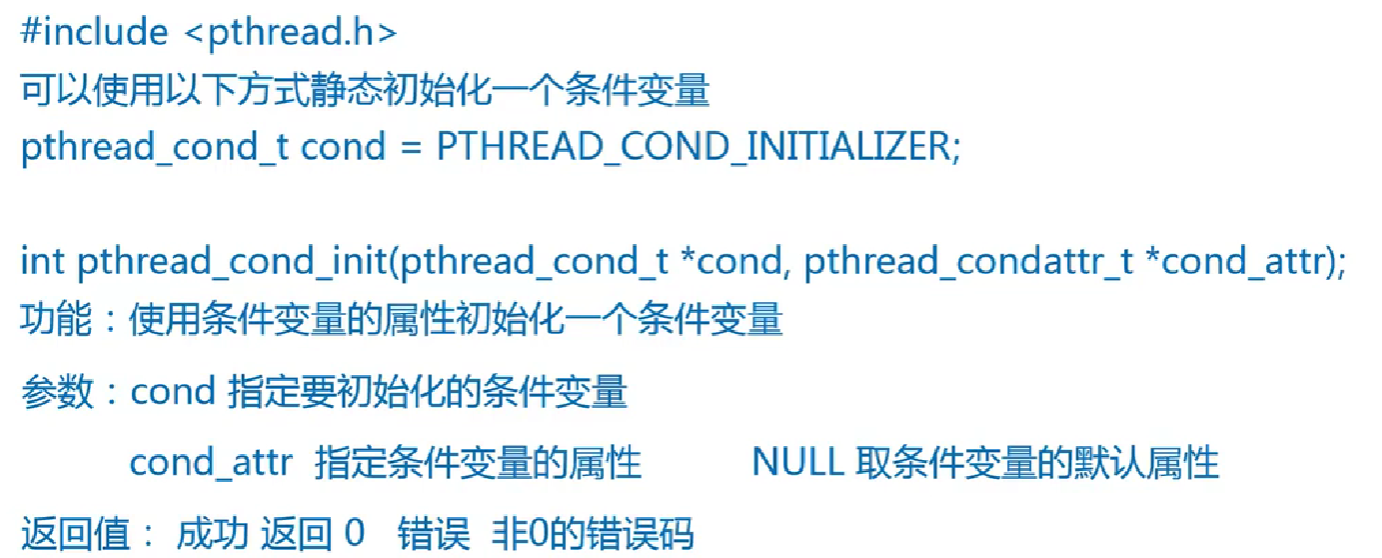 #include <pthread.h>
可以使用以下方式静态初始化一个条件变量
pthread_cond_t cond = PTHREAD_COND_INITIALIZER;
int pthread_cond_init(pthread_cond_t *cond, pthread_condattr_t *cond_attr);
功能：使用条件变量的属性初始化一个条件变量
参数：cond 指定要初始化的条件变量
cond_attr 指定条件变量的属性 NULL 取条件变量的默认属性
返回值： 成功 返回 0 错误 非0的错误码